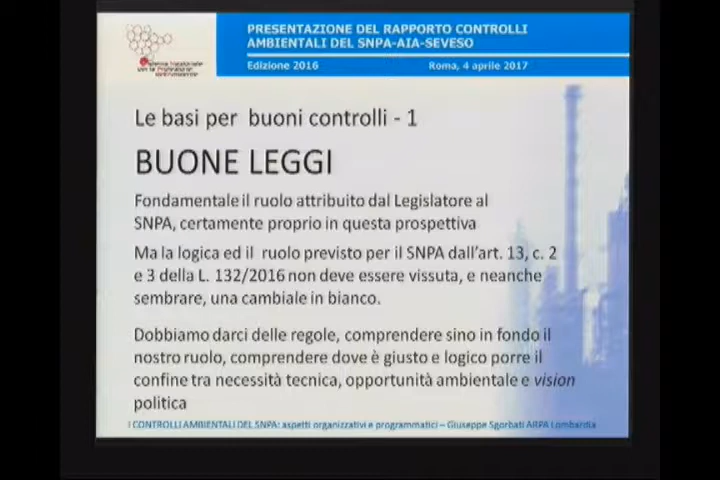 PRESENTAZIONE DEL RAPPORTO CONTROLLI
AMBIENTALI DEL SNPA-AIA-SEVESO
Edizione 2016 Roma, 4 aprile 2017
Le basi per buoni controlli - 1
BUONE LEGGI
Fondamentale il ruolo attribuito dal Legislatore al
SNPA, certamente proprio in questa prospettiva
Ma la logica ed il ruolo previsto per il SNPA dall'art. 13, c. 2
e 3 della L. 132/2016 non deve essere vissuta, e neanche
sembrare, una cambiale in bianco.
Dobbiamo darci delle regole, comprendere sino in fondo il
nostro ruolo, comprendere dove è giusto e logico porre il
confine tra necessità tecnica, opportunità ambientale e vision
politica
I CONTROLLI AMBIENTALI DEL SNPA: aspetti organizzativi e programmatici – Giuseppe Sgorbati ARPA Lombardia